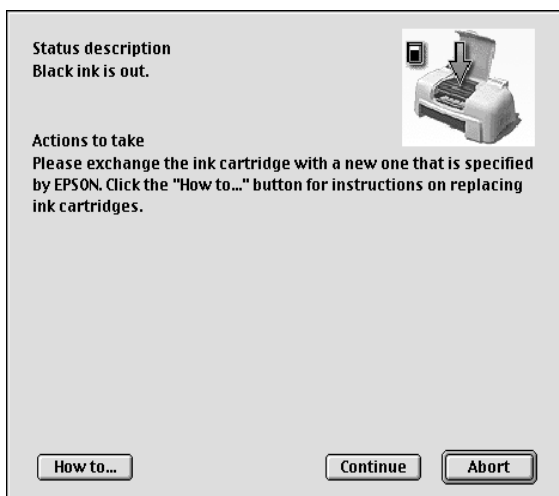 Status description
Black ink is out.
Actions to take
Please exchange the ink cartridge with a new one that is specified
by EPSON. Click the "How to..." button for instructions on replacing
ink cartridges.
How to...
Continue
Abort